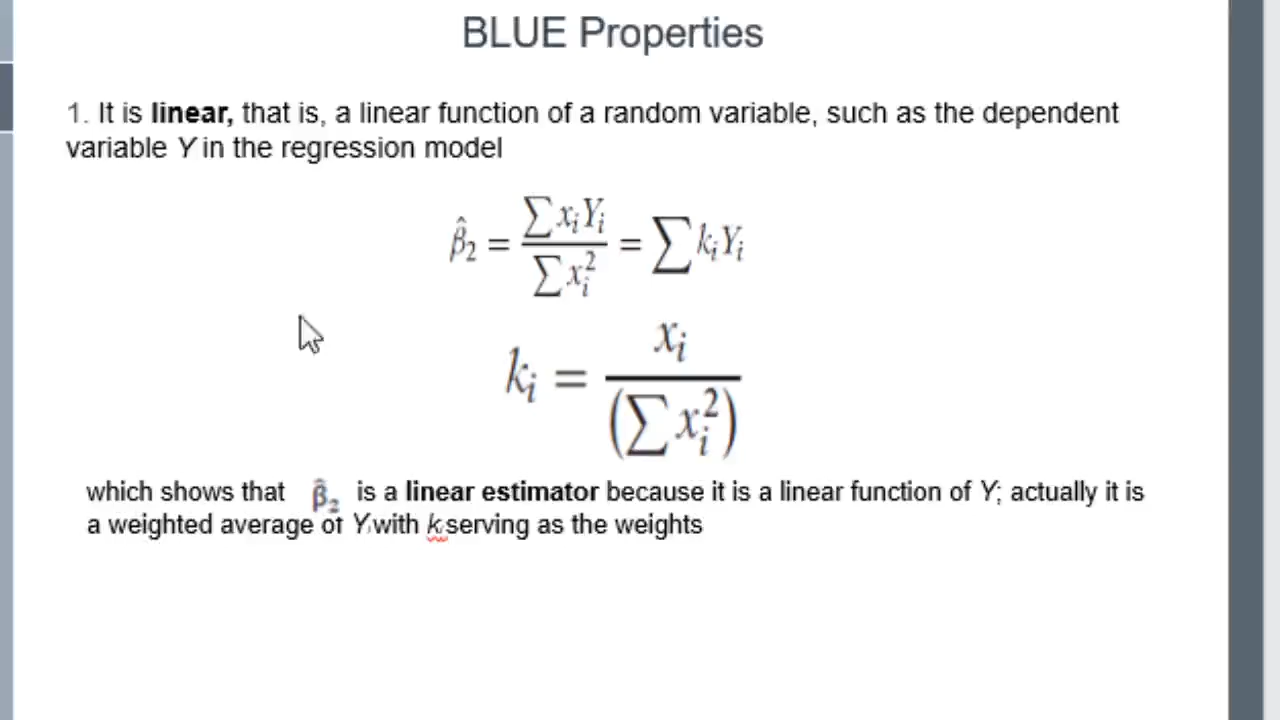 BLUE Properties
1. It is linear, that is, a linear function of a random variable, such as the dependent
variable Y in the regression model
β̂₂ = ∑ xᵢYᵢ / ∑ xᵢ² = ∑ kᵢYᵢ
kᵢ = xᵢ / (∑ xᵢ²)
which shows that β̂₂ is a linear estimator because it is a linear function of Y; actually it is
a weighted average of Yᵢ with kᵢ serving as the weights